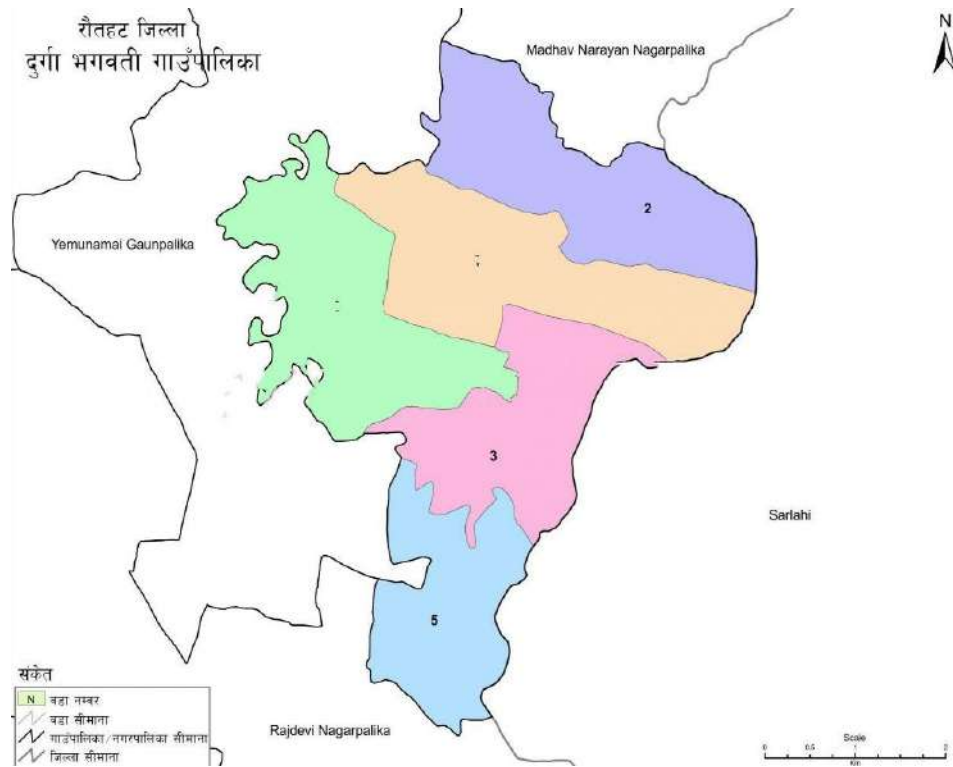 रौतहट जिल्ला
दुर्गा भगवती गाउँपालिका
Madhav Narayan Nagarpalika
N
2
Yemunamai Gaunpalika
3
Sarlahi
5
संकेत
N वडा नम्बर
वडा सीमाना
गाउँपालिका/नगरपालिका सीमाना
जिल्ला सीमाना
Rajdevi Nagarpalika
Scale
0 0.5 1 2
Km